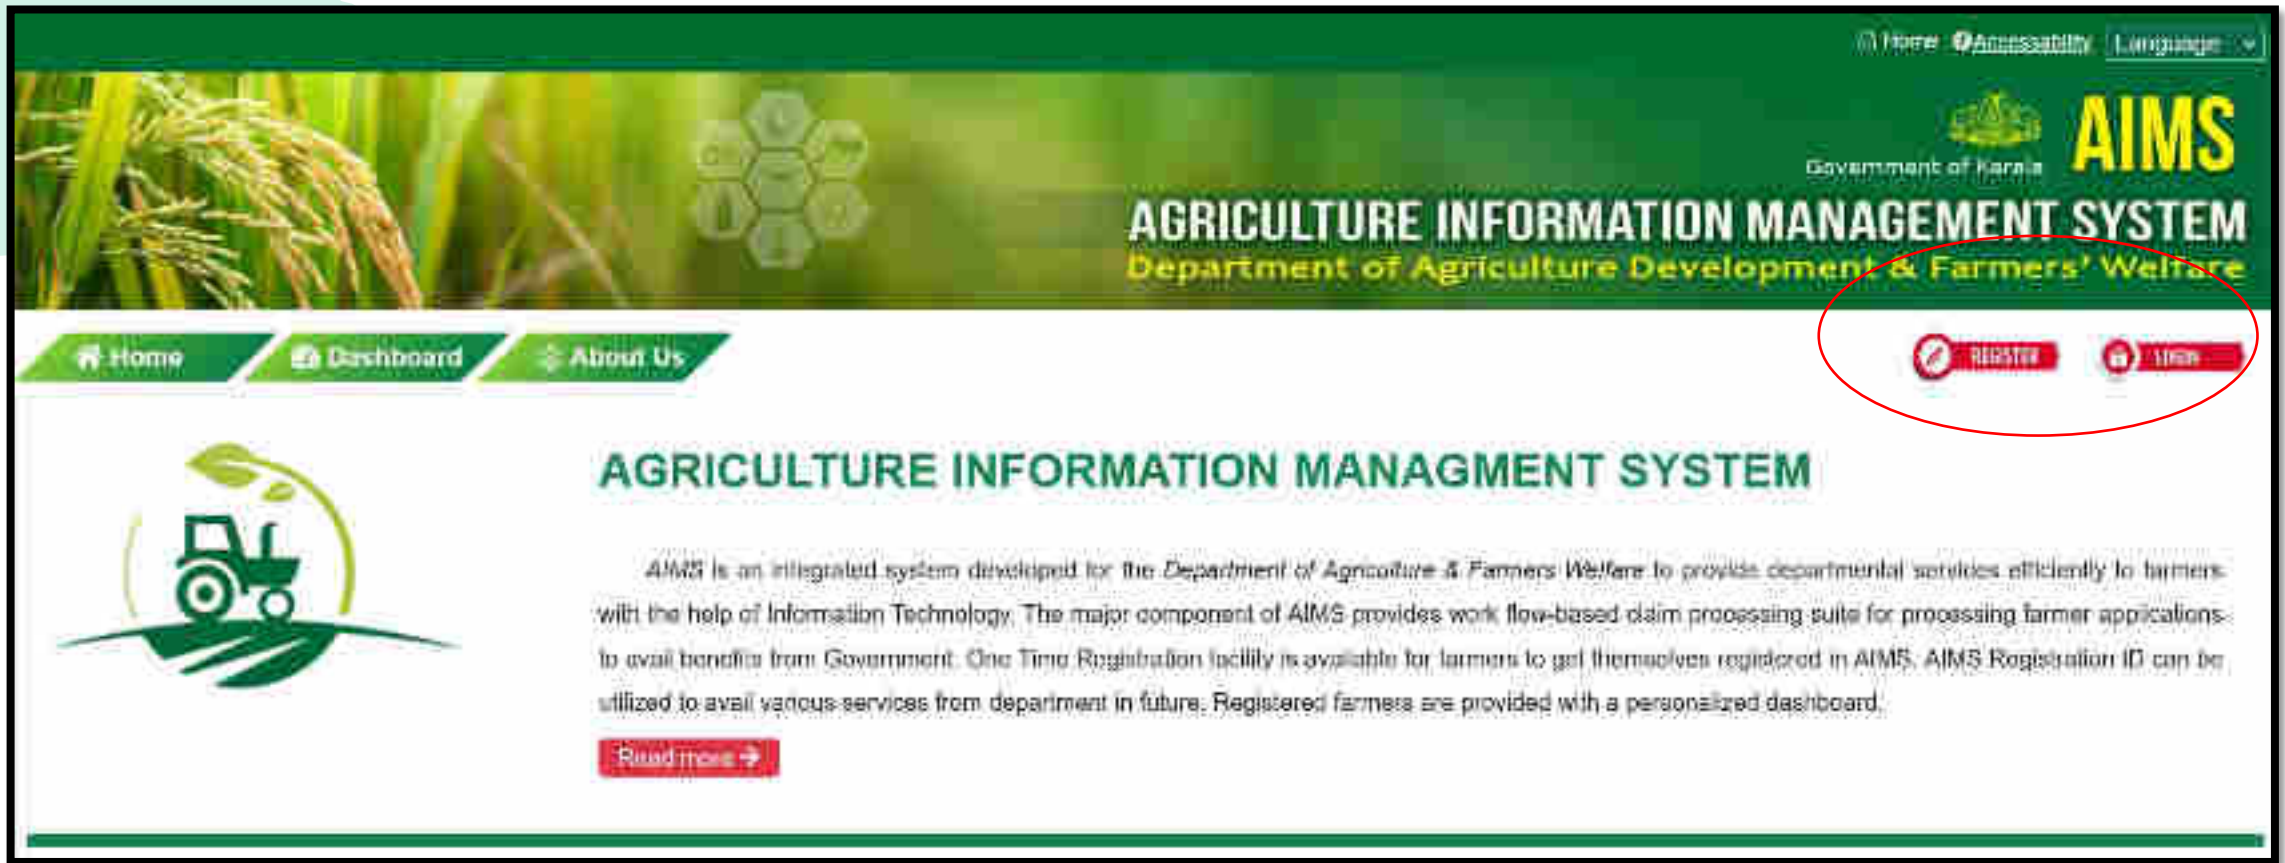 Home Accessability Language
AIMS
Government of Kerala
AGRICULTURE INFORMATION MANAGEMENT SYSTEM
Department of Agriculture Development & Farmers' Welfare
Home Dashboard About Us REGISTER LOGIN
AGRICULTURE INFORMATION MANAGMENT SYSTEM
AIMS is an integrated system developed for the Department of Agriculture & Farmers Welfare to provide departmental services efficiently to farmers
with the help of Information Technology. The major component of AIMS provides work flow-based claim processing suite for processing farmer applications
to avail benefits from Government. One Time Registration facility is available for farmers to get themselves registered in AIMS. AIMS Registration ID can be
utilized to avail various services from department in future. Registered farmers are provided with a personalized dashboard.
Read more →